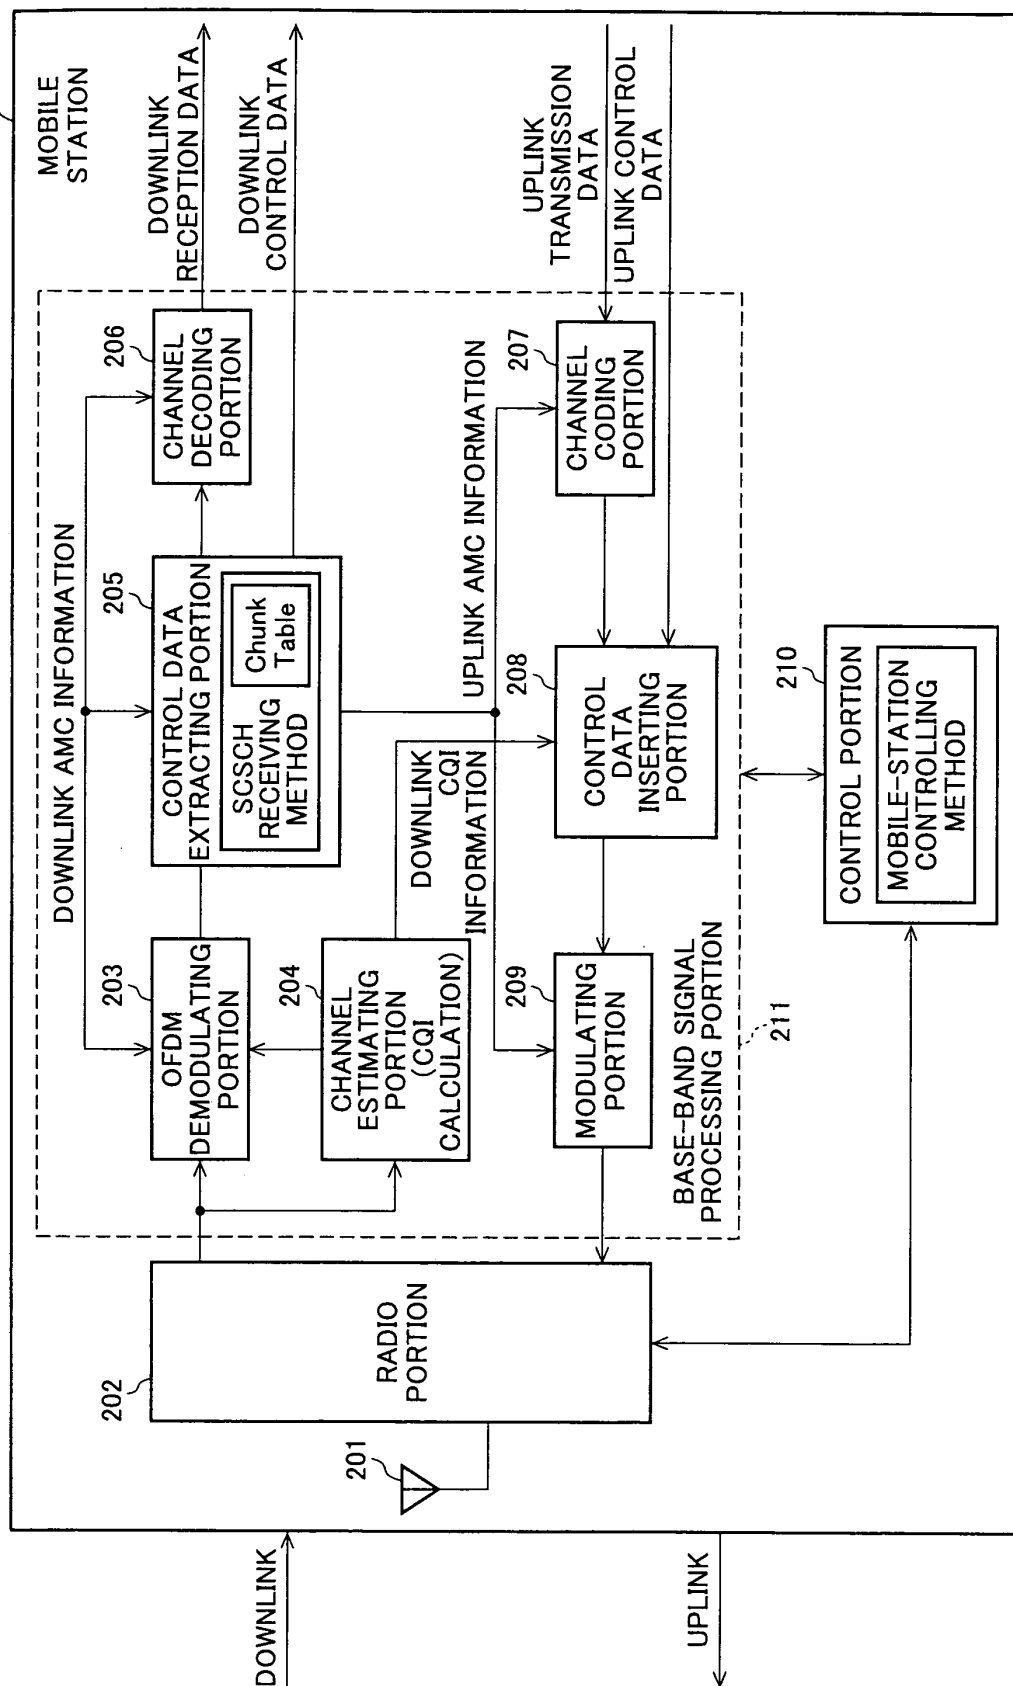 MOBILE
STATION
DOWNLINK
UPLINK
201
202
RADIO
PORTION
DOWNLINK AMC INFORMATION
203
OFDM
DEMODULATING
PORTION
204
CHANNEL
ESTIMATING
PORTION
(CQI
CALCULATION)
205
CONTROL DATA
EXTRACTING PORTION
SCSCH
RECEIVING
METHOD
Chunk
Table
206
CHANNEL
DECODING
PORTION
DOWNLINK
RECEPTION DATA
DOWNLINK
CONTROL DATA
DOWNLINK
CQI
INFORMATION
UPLINK AMC INFORMATION
207
CHANNEL
CODING
PORTION
UPLINK
TRANSMISSION
DATA
UPLINK CONTROL
DATA
208
CONTROL
DATA
INSERTING
PORTION
209
MODULATING
PORTION
BASE-BAND SIGNAL
PROCESSING PORTION
211
210
CONTROL PORTION
MOBILE-STATION
CONTROLLING
METHOD